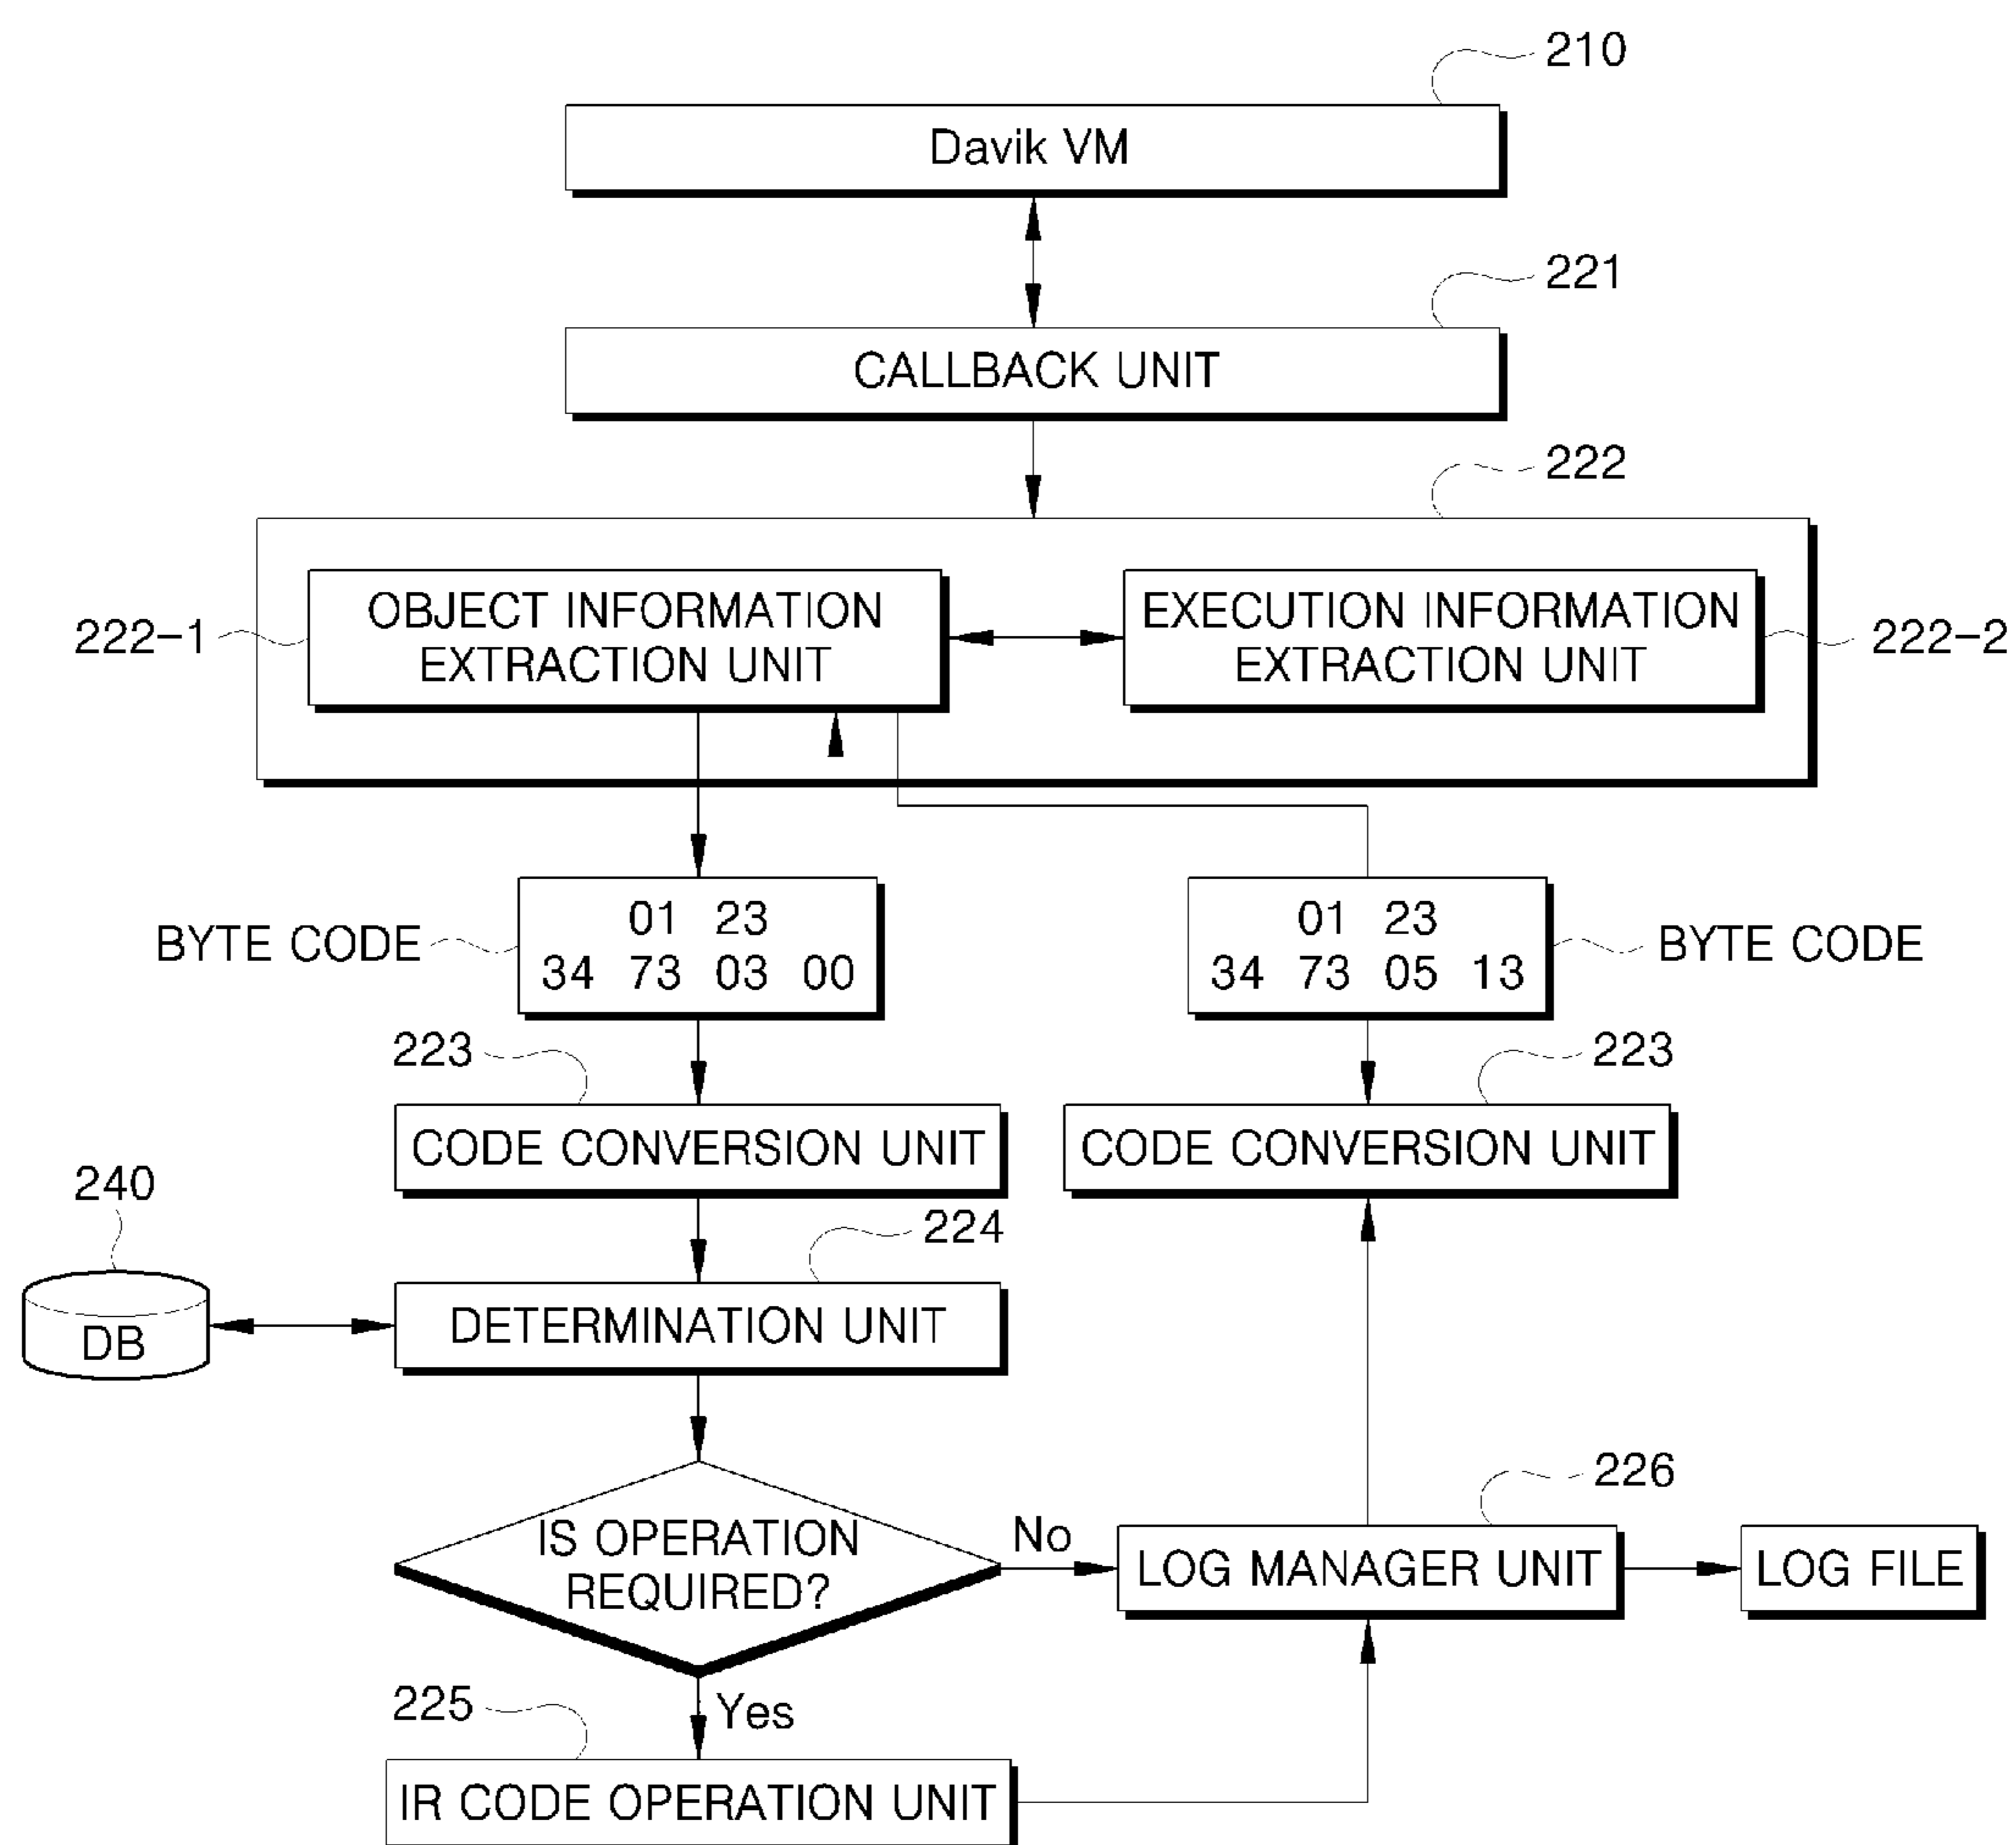 210
Davik VM
221
CALLBACK UNIT
222
222-1
OBJECT INFORMATION
EXTRACTION UNIT
EXECUTION INFORMATION
EXTRACTION UNIT
222-2
BYTE CODE
01 23
34 73 03 00
01 23
34 73 05 13
BYTE CODE
223
CODE CONVERSION UNIT
223
CODE CONVERSION UNIT
240
DB
224
DETERMINATION UNIT
IS OPERATION
REQUIRED?
No
226
LOG MANAGER UNIT
LOG FILE
Yes
225
IR CODE OPERATION UNIT